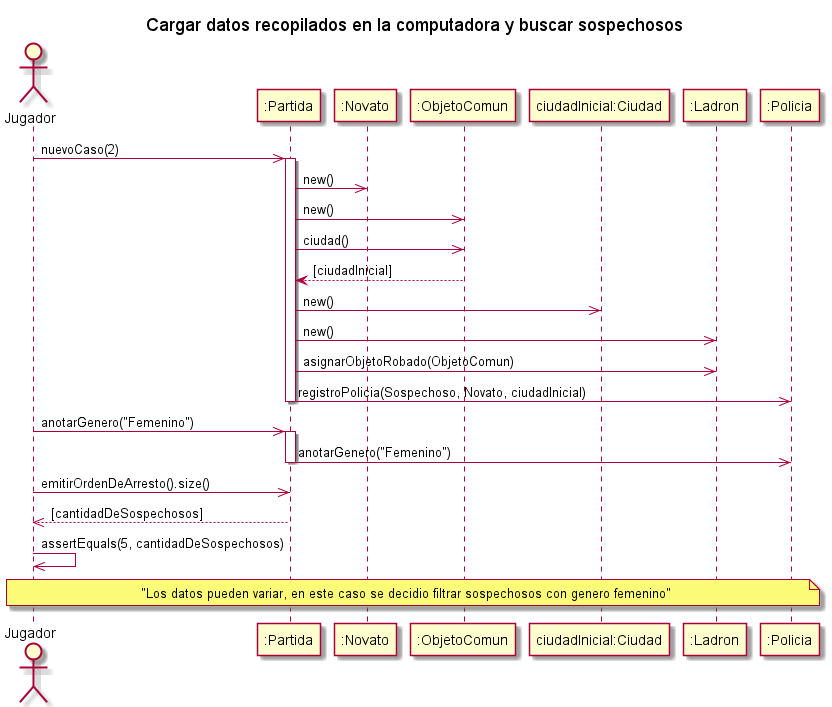 Cargar datos recopilados en la computadora y buscar sospechosos
Jugador
:Partida
:Novato
:ObjetoComun
ciudadInicial:Ciudad
:Ladron
:Policia
nuevoCaso(2)
new()
new()
ciudad()
[ciudadInicial]
new()
new()
asignarObjetoRobado(ObjetoComun)
registroPolicia(Sospechoso, Novato, ciudadInicial)
anotarGenero("Femenino")
anotarGenero("Femenino")
emitirOrdenDeArresto().size()
[cantidadDeSospechosos]
assertEquals(5, cantidadDeSospechosos)
"Los datos pueden variar, en este caso se decidio filtrar sospechosos con genero femenino"
Jugador
:Partida
:Novato
:ObjetoComun
ciudadInicial:Ciudad
:Ladron
:Policia